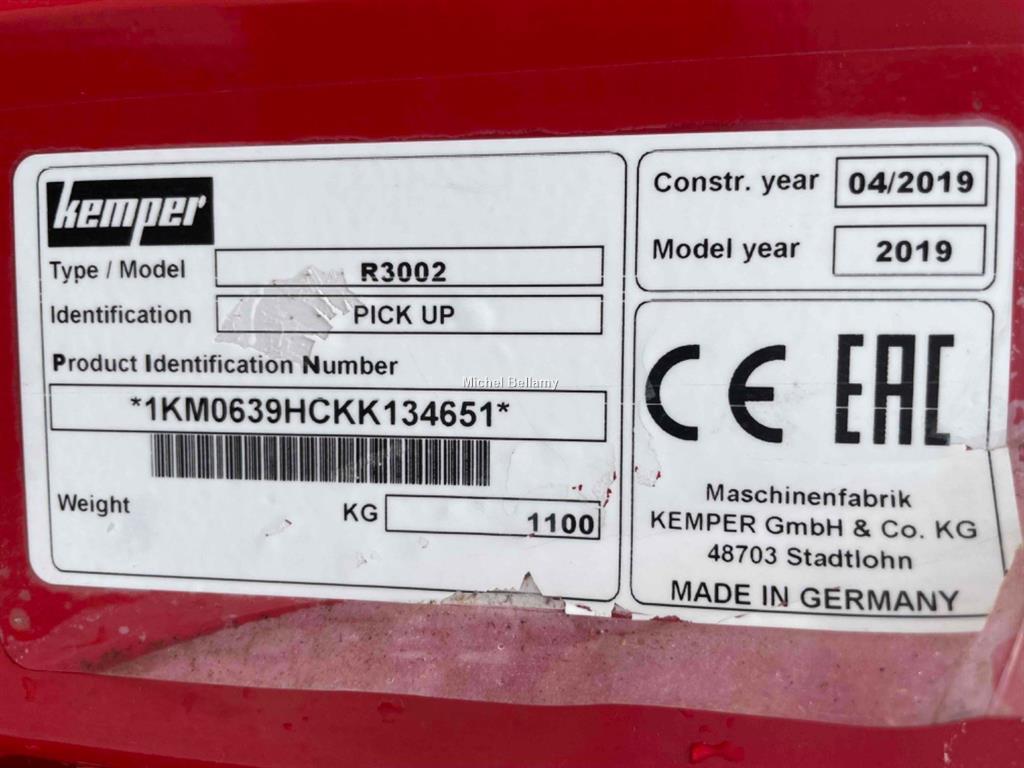 kemper
Type / Model R3002
Identification PICK UP
Product Identification Number
*1KM0639HCKK134651*
Weight KG 1100
Constr. year 04/2019
Model year 2019
CE EAC
Maschinenfabrik
KEMPER GmbH & Co. KG
48703 Stadtlohn
MADE IN GERMANY
Michel Bellamy